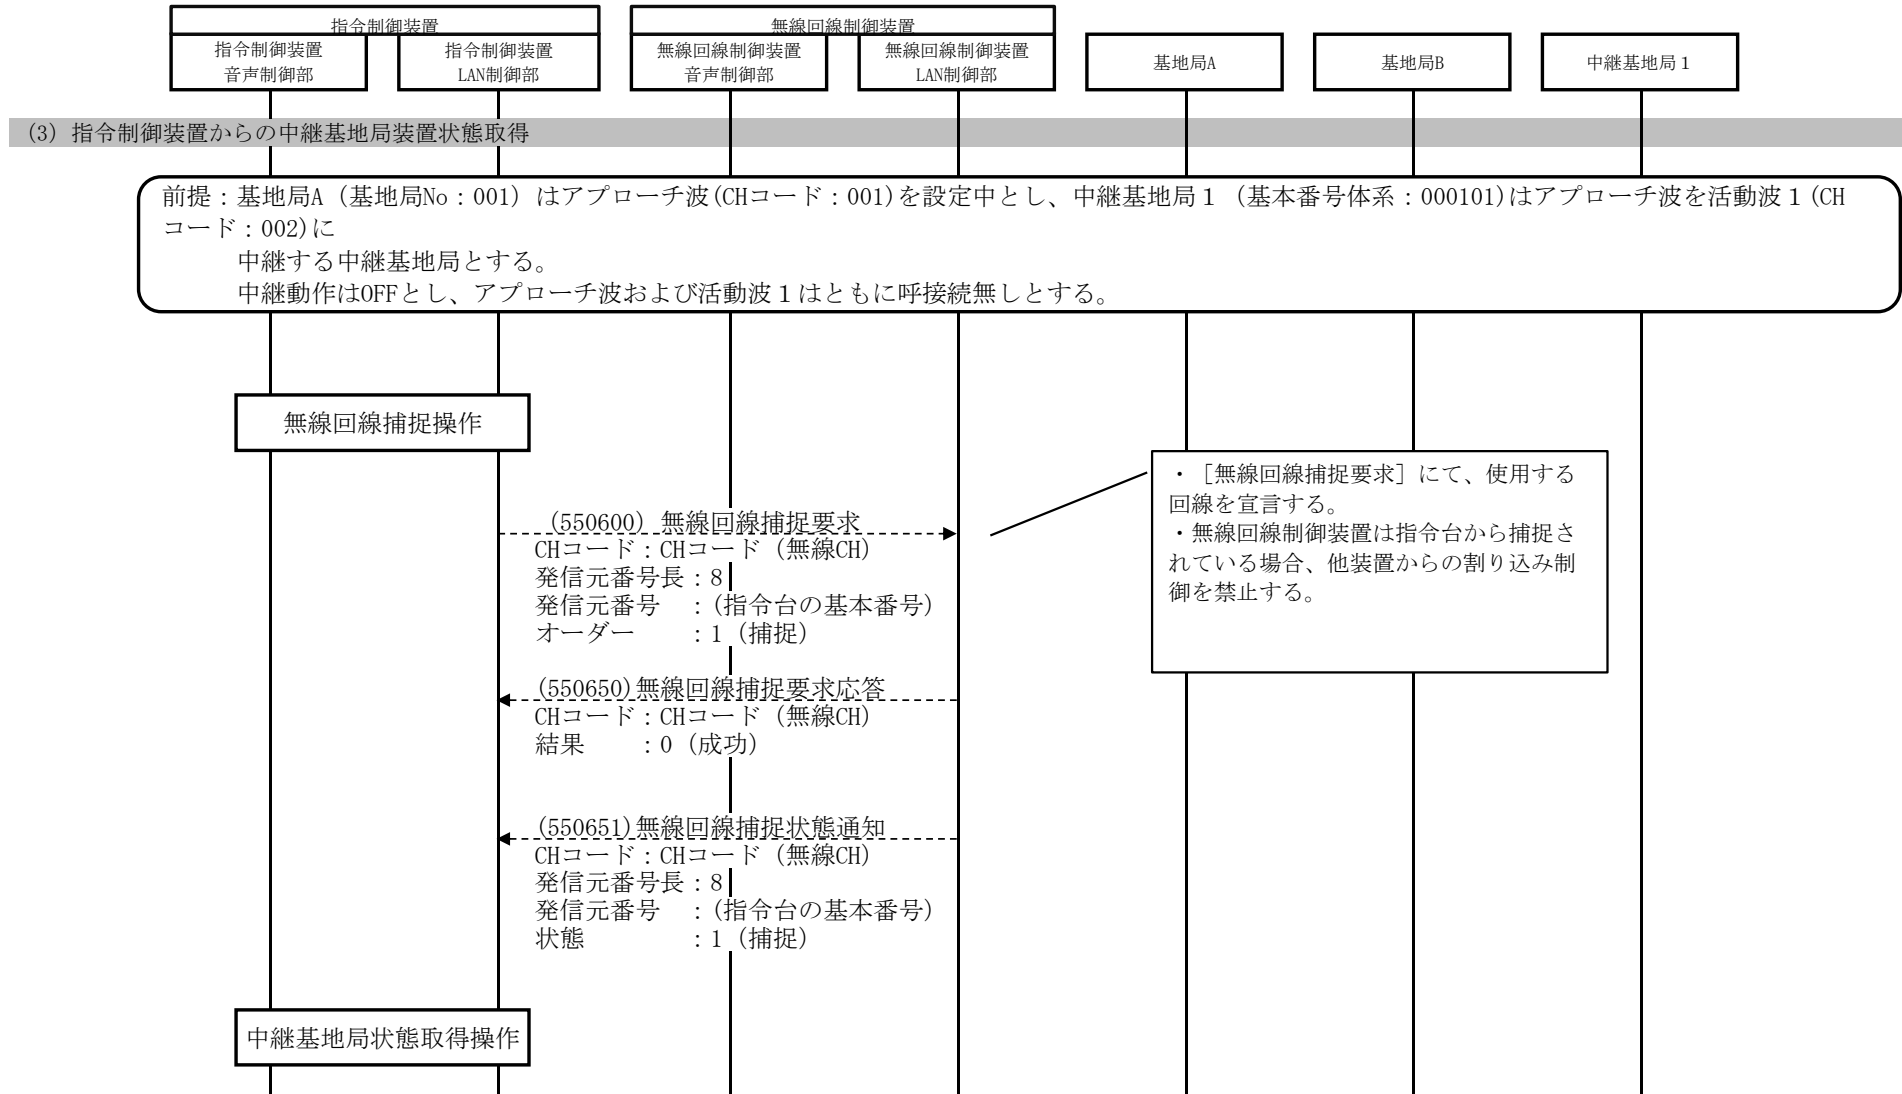 指令制御装置
無線回線制御装置
指令制御装置
音声制御部
指令制御装置
LAN制御部
無線回線制御装置
音声制御部
無線回線制御装置
LAN制御部
基地局A
基地局B
中継基地局１
(3) 指令制御装置からの中継基地局装置状態取得
前提：基地局A（基地局No：001）はアプローチ波(CHコード：001)を設定中とし、中継基地局１（基本番号体系：000101)はアプローチ波を活動波１(CH
コード：002)に
中継する中継基地局とする。
中継動作はOFFとし、アプローチ波および活動波１はともに呼接続無しとする。
無線回線捕捉操作
・［無線回線捕捉要求］にて、使用する
回線を宣言する。
・無線回線制御装置は指令台から捕捉さ
れている場合、他装置からの割り込み制
御を禁止する。
(550600) 無線回線捕捉要求
CHコード：CHコード（無線CH）
発信元番号長：8
発信元番号　：(指令台の基本番号）
オーダー　　：1（捕捉）
(550650)無線回線捕捉要求応答
CHコード：CHコード（無線CH）
結果　　：0（成功）
(550651)無線回線捕捉状態通知
CHコード：CHコード（無線CH）
発信元番号長：8
発信元番号　：(指令台の基本番号）
状態　　　　：1（捕捉）
中継基地局状態取得操作